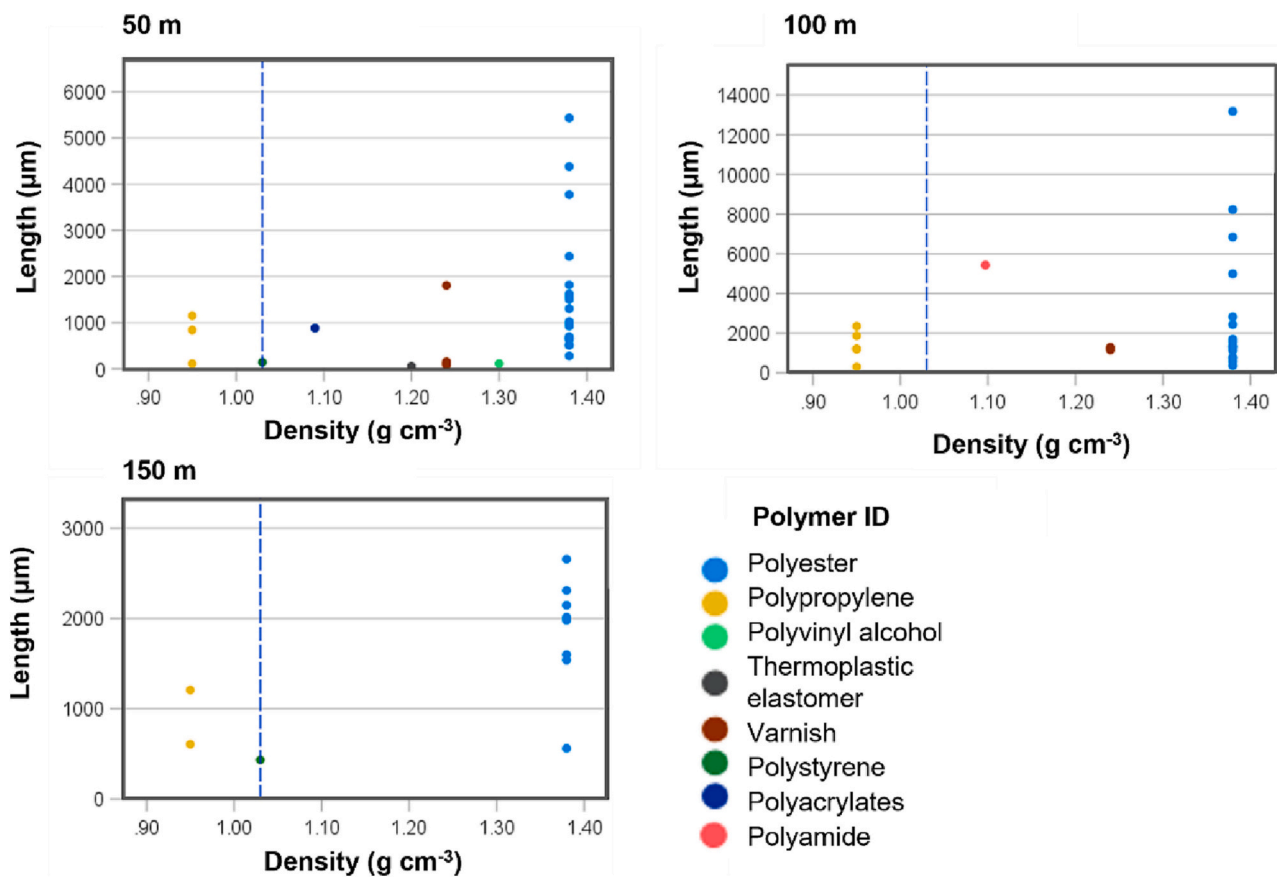 50 m
6000
5000
4000
3000
2000
1000
0
Length (µm)
.90 1.00 1.10 1.20 1.30 1.40
Density (g cm-3)
100 m
14000
12000
10000
8000
6000
4000
2000
0
Length (µm)
.90 1.00 1.10 1.20 1.30 1.40
Density (g cm-3)
150 m
3000
2000
1000
0
Length (µm)
.90 1.00 1.10 1.20 1.30 1.40
Density (g cm-3)
Polymer ID
Polyester
Polypropylene
Polyvinyl alcohol
Thermoplastic
elastomer
Varnish
Polystyrene
Polyacrylates
Polyamide